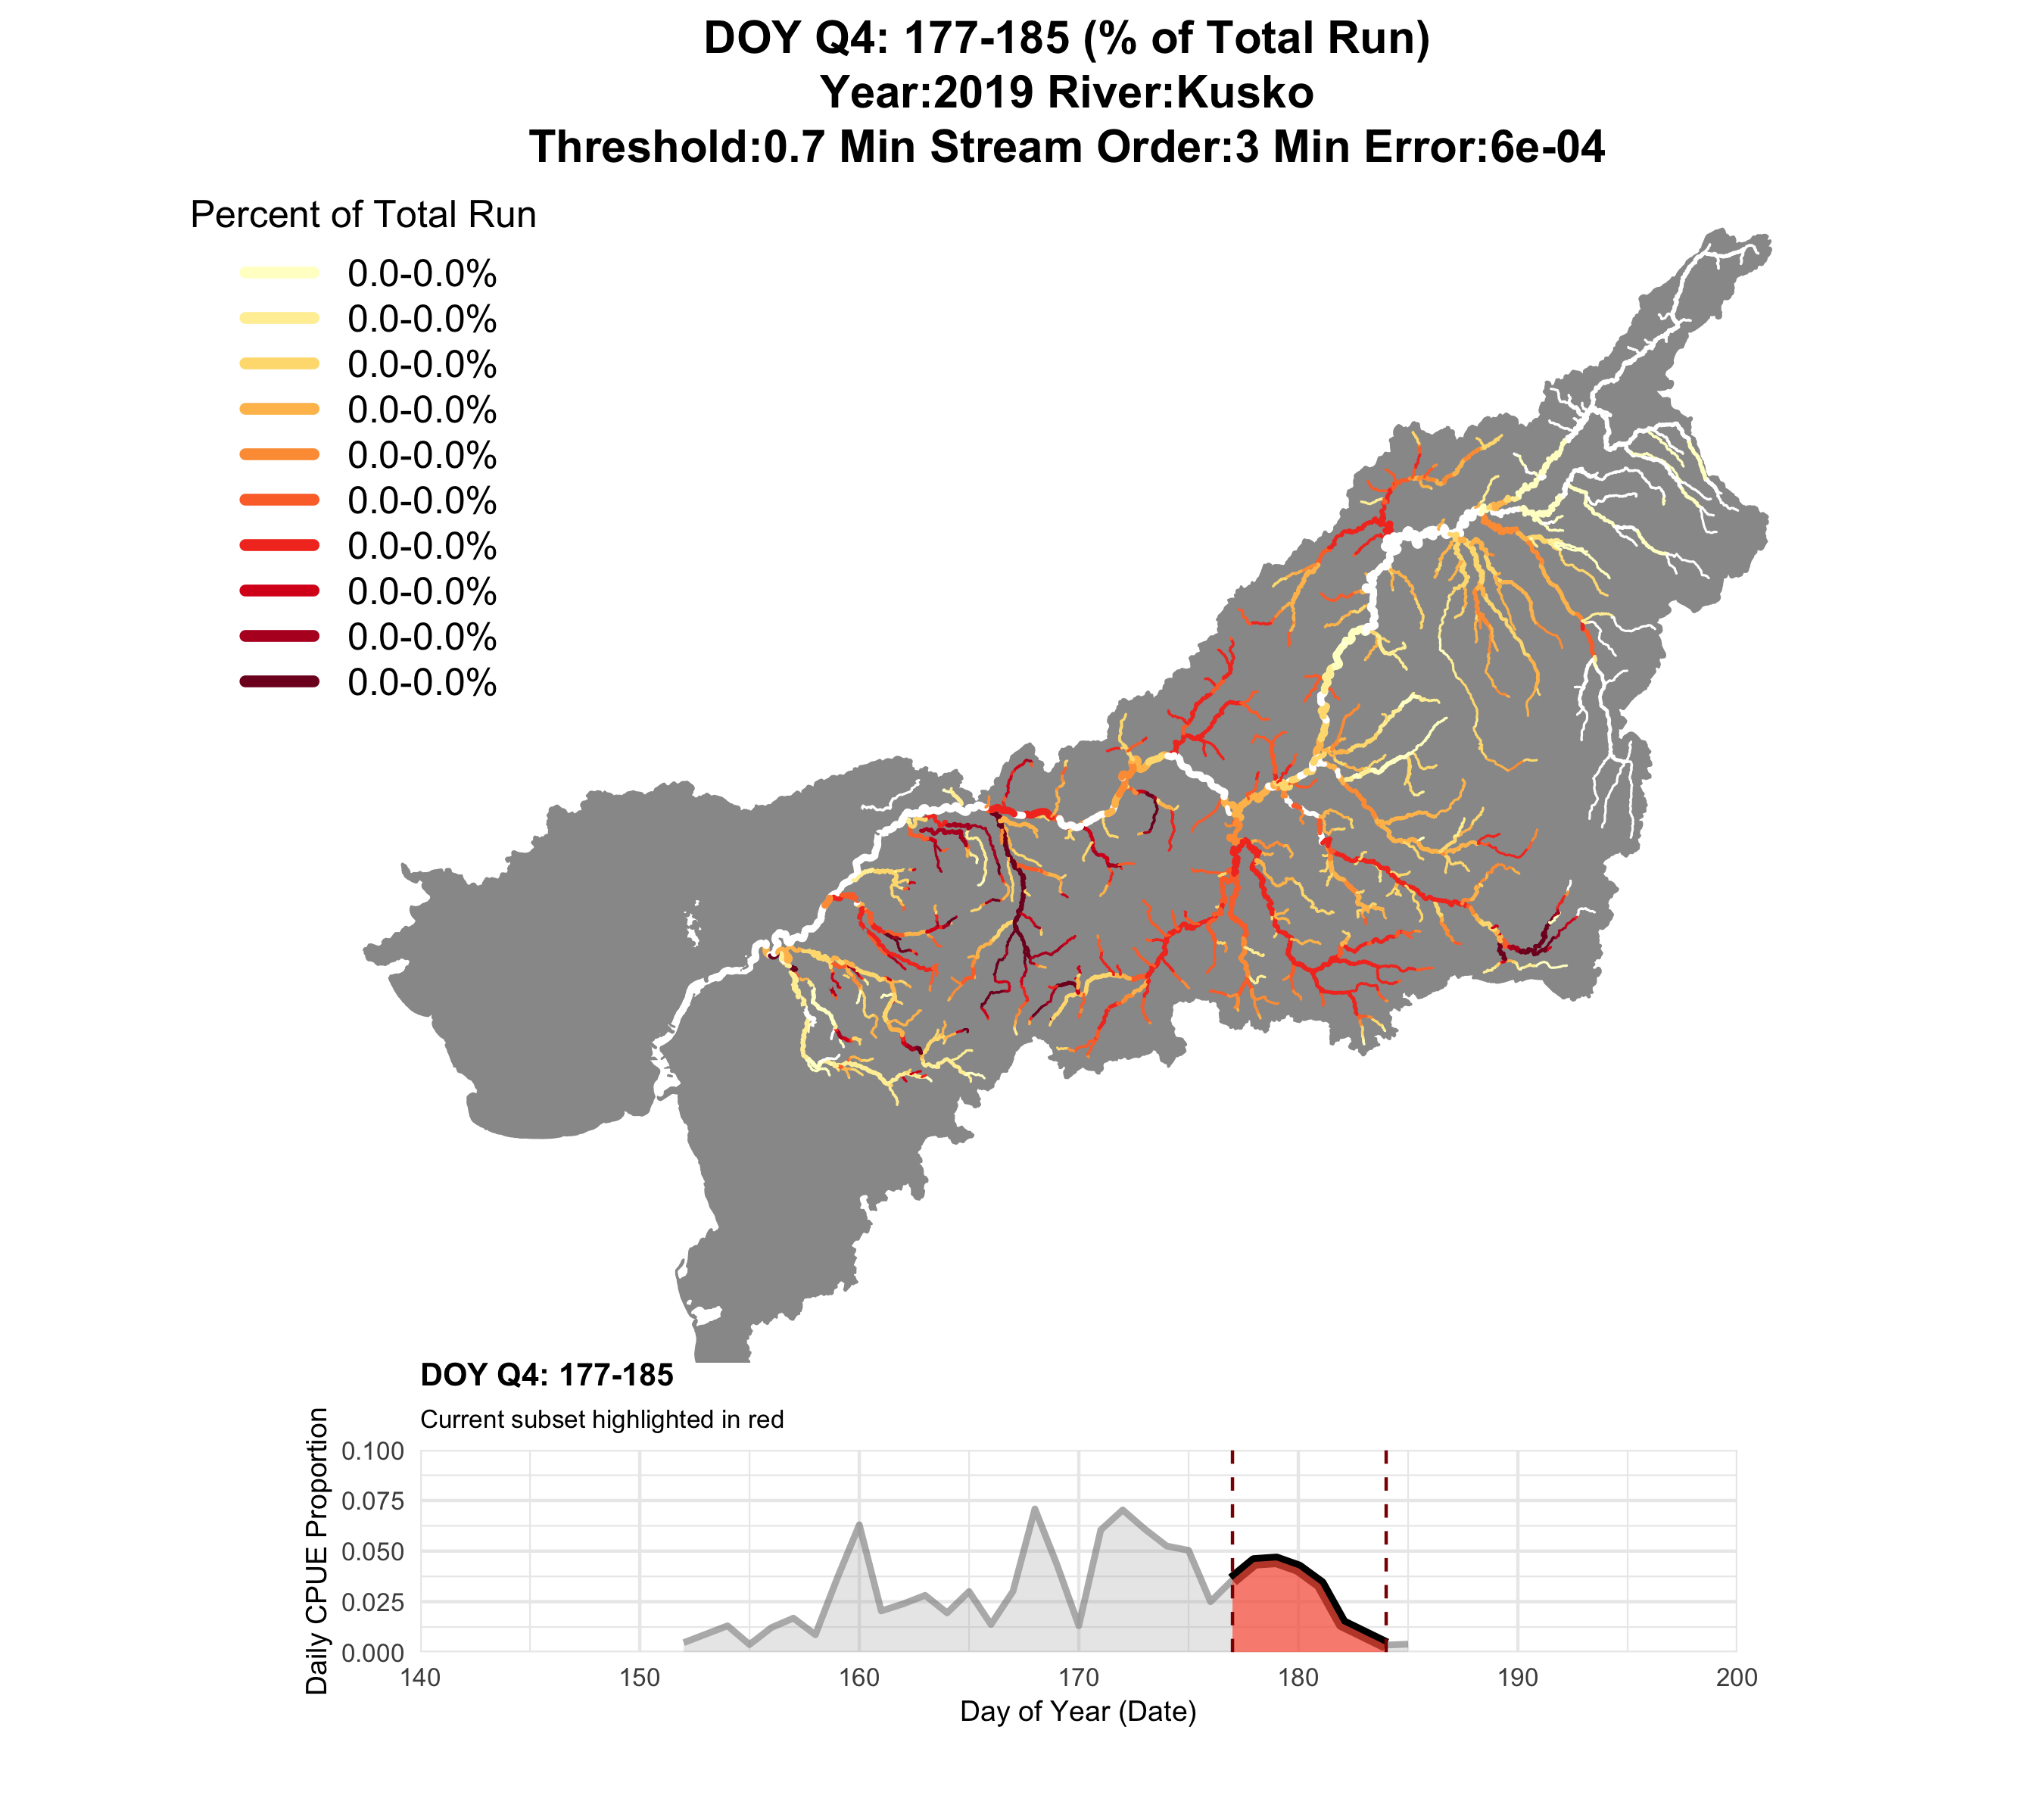 DOY Q4: 177-185 (% of Total Run)
Year:2019 River:Kusko
Threshold:0.7 Min Stream Order:3 Min Error:6e-04
Percent of Total Run
0.0-0.0%
0.0-0.0%
0.0-0.0%
0.0-0.0%
0.0-0.0%
0.0-0.0%
0.0-0.0%
0.0-0.0%
0.0-0.0%
0.0-0.0%
DOY Q4: 177-185
Current subset highlighted in red
Daily CPUE Proportion
0.100
0.075
0.050
0.025
0.000
140 150 160 170 180 190 200
Day of Year (Date)